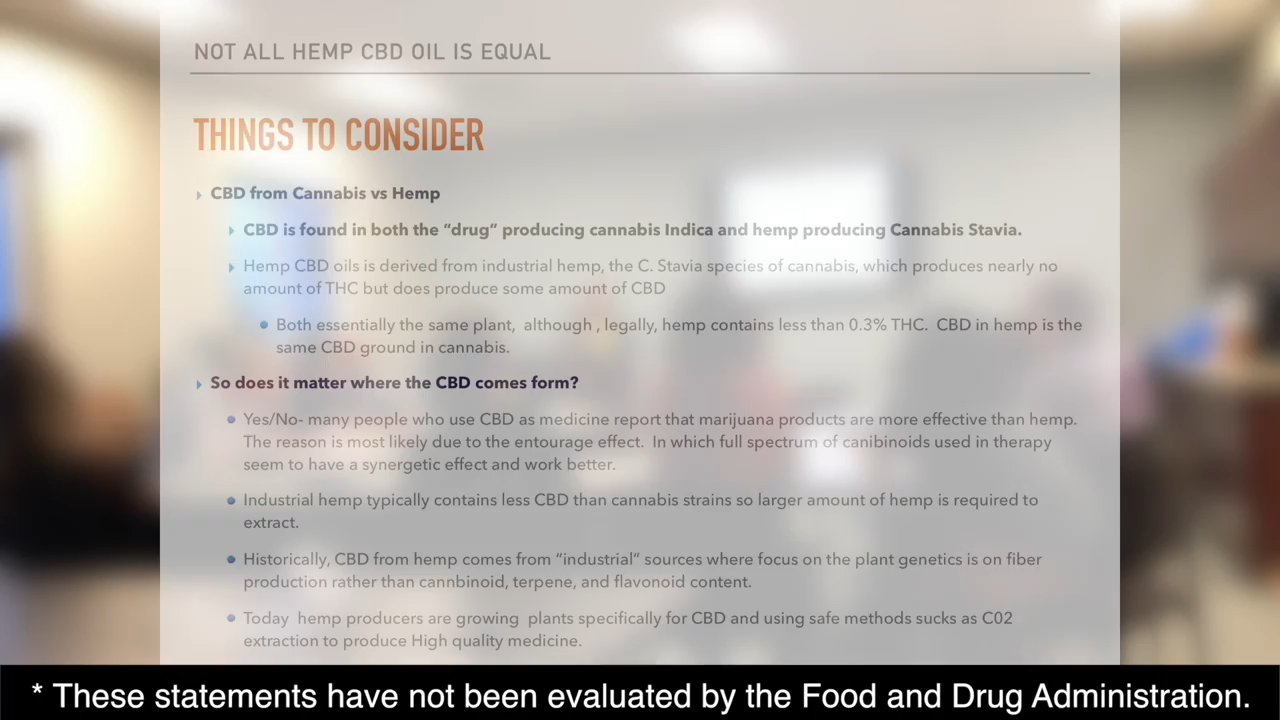 NOT ALL HEMP CBD OIL IS EQUAL
THINGS TO CONSIDER
CBD from Cannabis vs Hemp
CBD is found in both the “drug” producing cannabis Indica and hemp producing Cannabis Stavia.
Hemp CBD oils is derived from industrial hemp, the C. Stavia species of cannabis, which produces nearly no
amount of THC but does produce some amount of CBD
Both essentially the same plant, although , legally, hemp contains less than 0.3% THC. CBD in hemp is the
same CBD ground in cannabis.
So does it matter where the CBD comes form?
Yes/No- many people who use CBD as medicine report that marijuana products are more effective than hemp.
The reason is most likely due to the entourage effect. In which full spectrum of canibinoids used in therapy
seem to have a synergetic effect and work better.
Industrial hemp typically contains less CBD than cannabis strains so larger amount of hemp is required to
extract.
Historically, CBD from hemp comes from “industrial” sources where focus on the plant genetics is on fiber
production rather than cannbinoid, terpene, and flavonoid content.
Today hemp producers are growing plants specifically for CBD and using safe methods sucks as C02
extraction to produce High quality medicine.
* These statements have not been evaluated by the Food and Drug Administration.